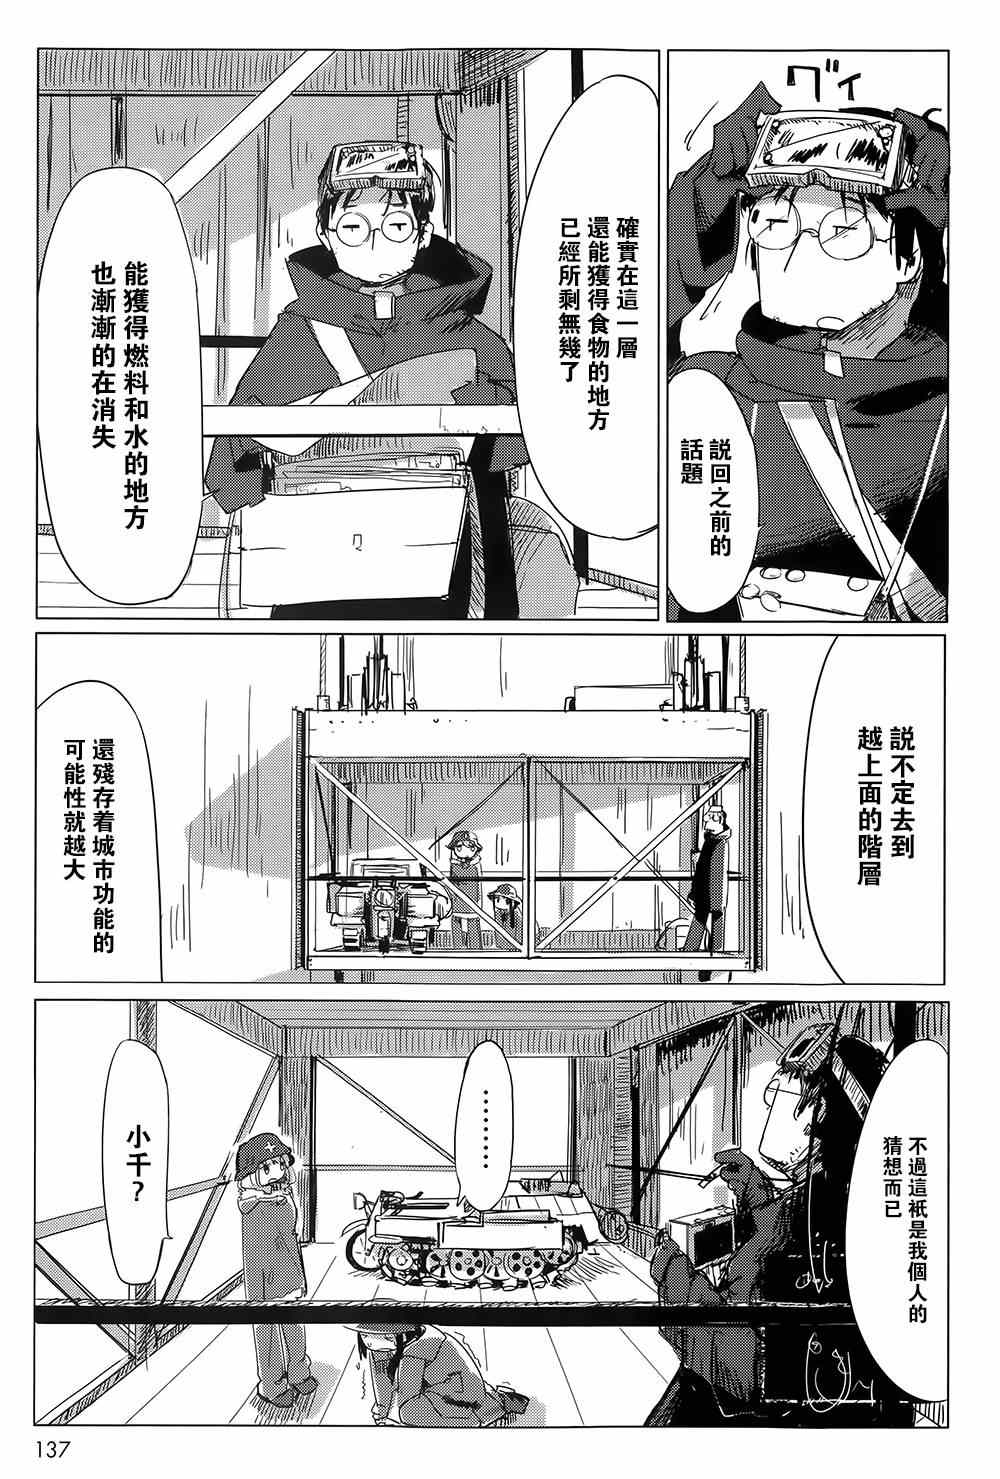 グイ
說回之前的
話題
確實在這一層
還能獲得食物的地方
已經所剩無幾了
能獲得燃料和水的地方
也漸漸的在消失
說不定去到
越上面的階層
還殘存着城市功能的
可能性就越大
不過這衹是我個人的
猜想而已
………
小千？
137